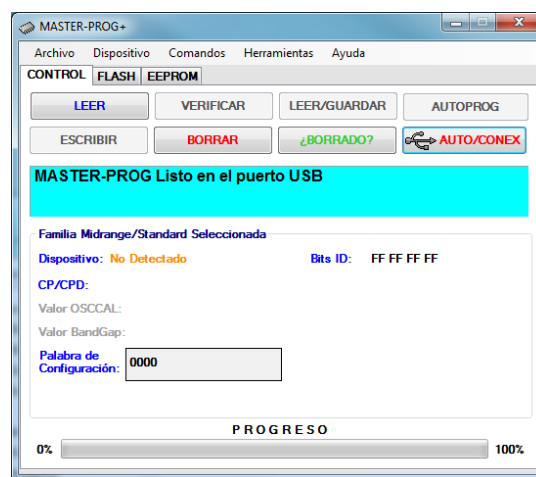 MASTER-PROG+
Archivo Dispositivo Comandos Herramientas Ayuda
CONTROL FLASH EEPROM
LEER VERIFICAR LEER/GUARDAR AUTOPROG
ESCRIBIR BORRAR ¿BORRADO? AUTO/CONEX
MASTER-PROG Listo en el puerto USB
Familia Midrange/Standard Seleccionada
Dispositivo: No Detectado Bits ID: FF FF FF FF
CP/CPD:
Valor OSCCAL:
Valor BandGap:
Palabra de
Configuración: 0000
PROGRESO
0% 100%